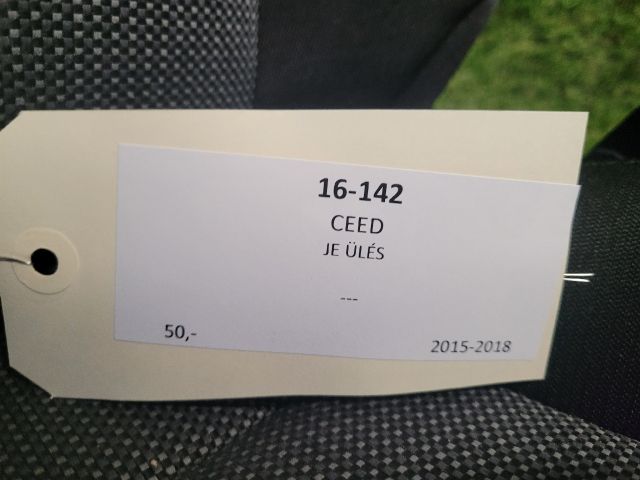 16-142
CEED
JE ÜLÉS
---
50,-
2015-2018